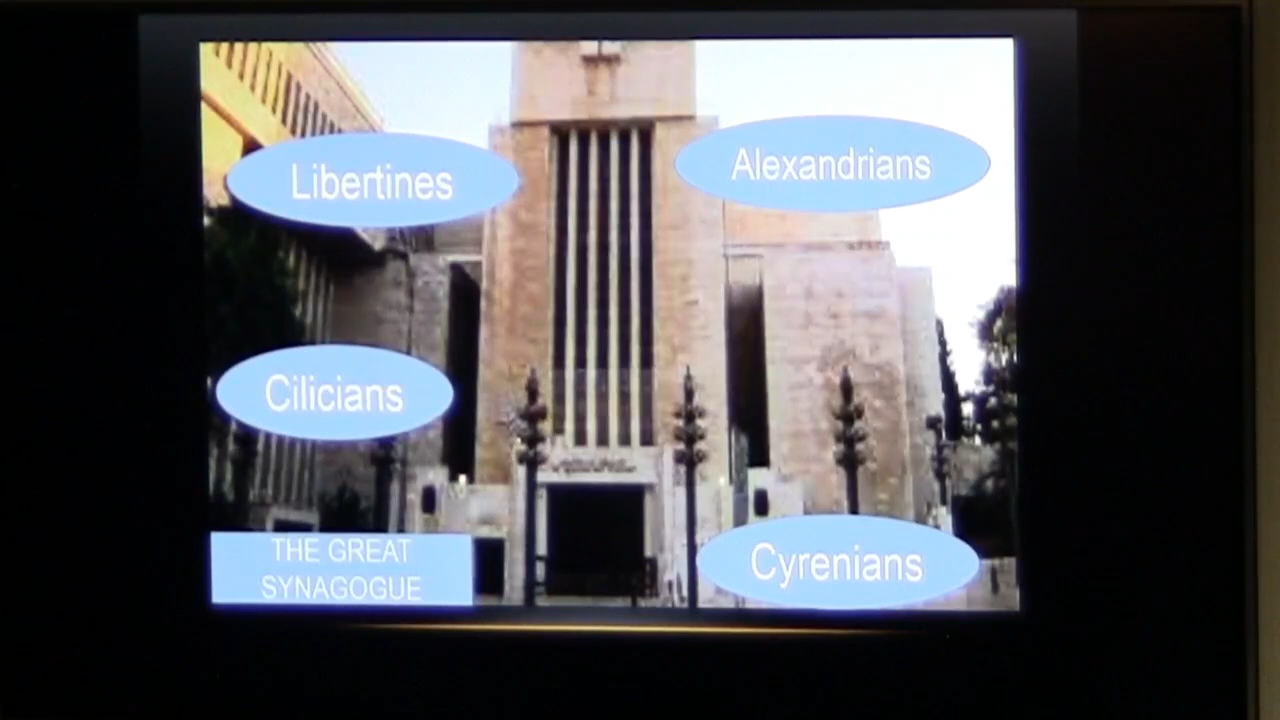 Libertines
Alexandrians
Cilicians
THE GREAT
SYNAGOGUE
Cyrenians